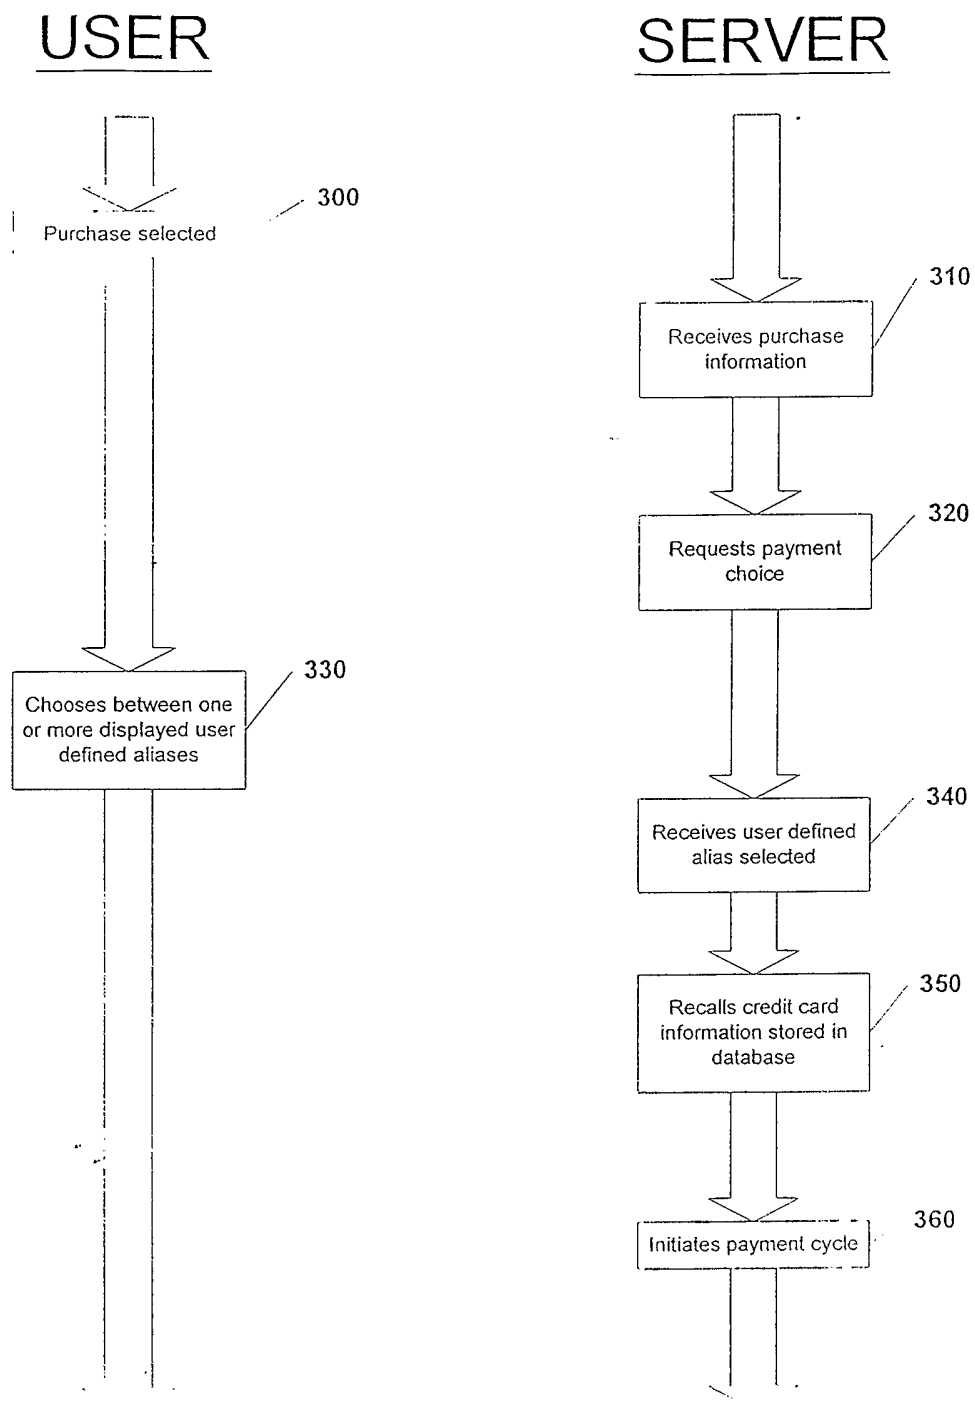 USER
SERVER
300
Purchase selected
310
Receives purchase
information
320
Requests payment
choice
330
Chooses between one
or more displayed user
defined aliases
340
Receives user defined
alias selected
350
Recalls credit card
information stored in
database
360
Initiates payment cycle